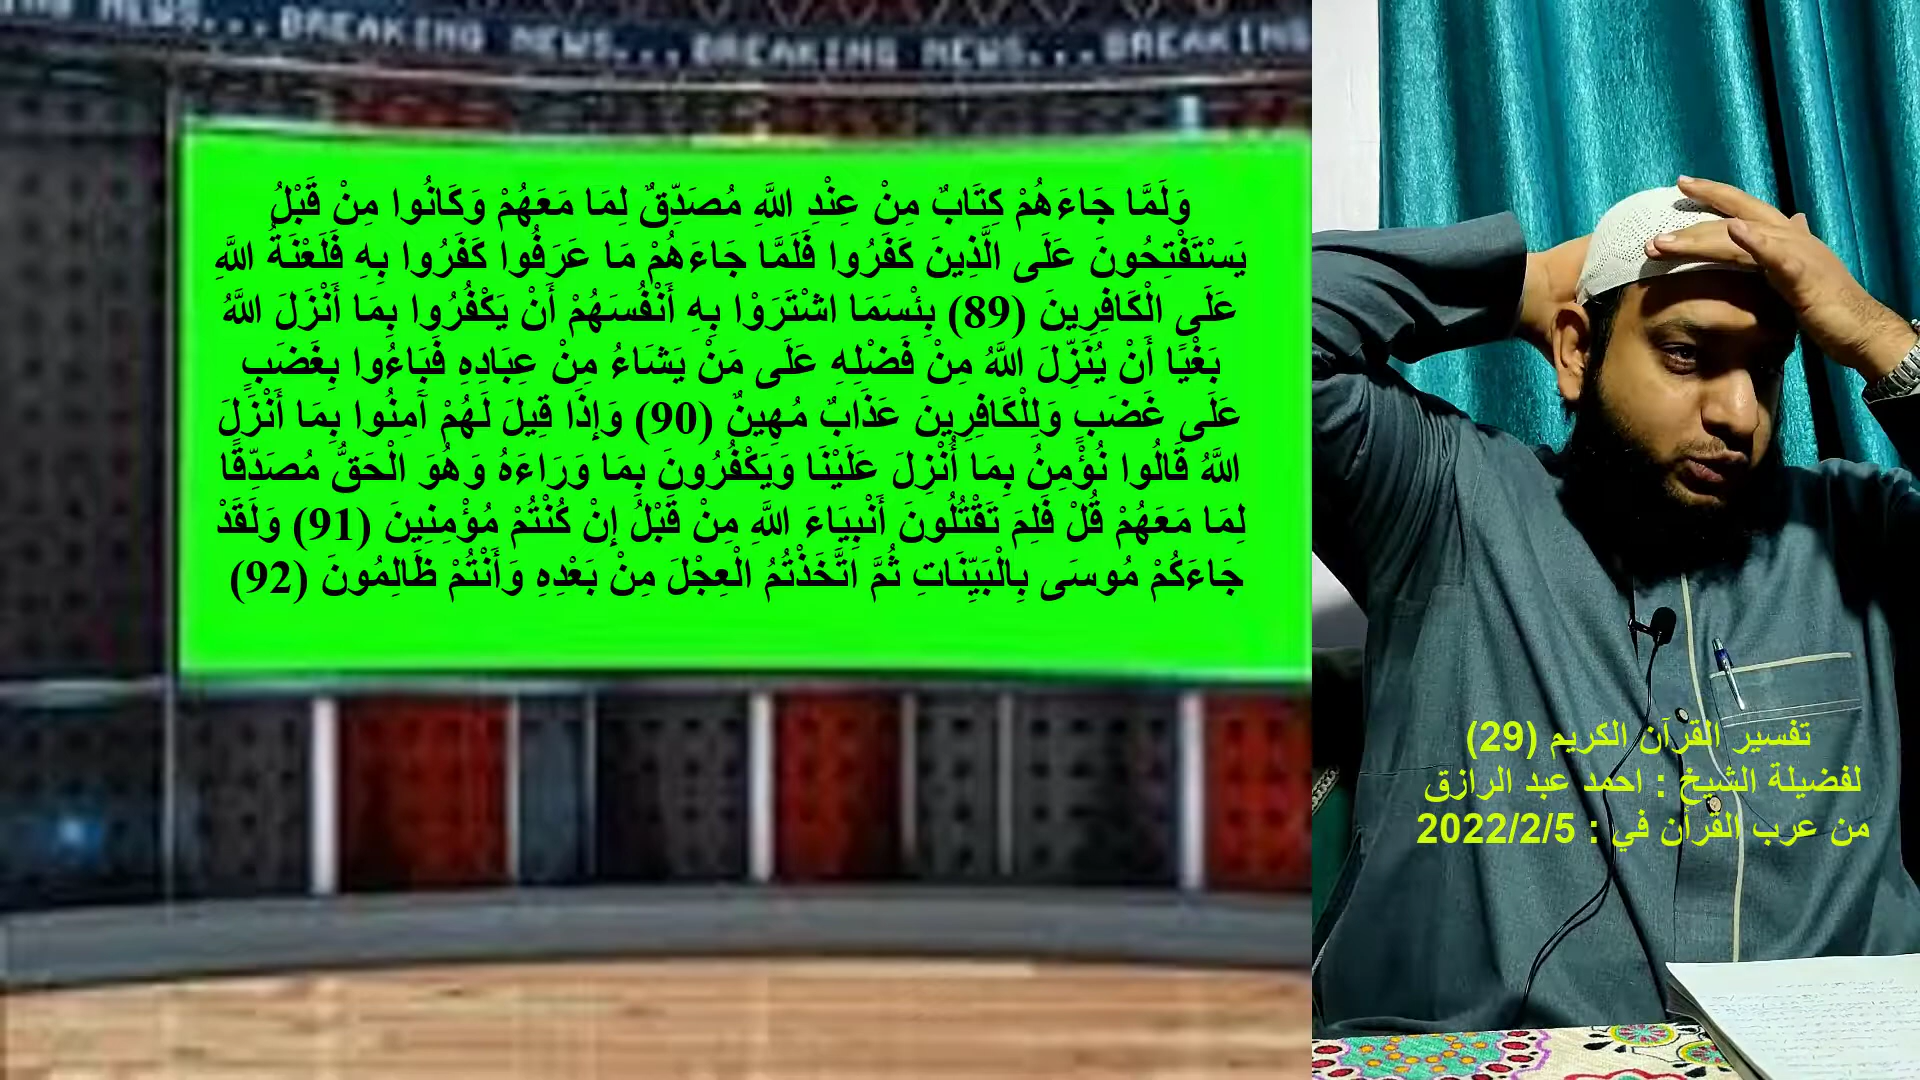 BREAKING NEWS...BREAKING NEWS...BREAKING
وَلَمَّا جَاءَهُمْ كِتَابٌ مِنْ عِنْدِ اللَّهِ مُصَدِّقٌ لِمَا مَعَهُمْ وَكَانُوا مِنْ قَبْلُ
يَسْتَفْتِحُونَ عَلَى الَّذِينَ كَفَرُوا فَلَمَّا جَاءَهُمْ مَا عَرَفُوا كَفَرُوا بِهِ فَلَعْنَةُ اللَّهِ
عَلَى الْكَافِرِينَ (89) بِئْسَمَا اشْتَرَوْا بِهِ أَنْفُسَهُمْ أَنْ يَكْفُرُوا بِمَا أَنْزَلَ اللَّهُ
بَغْيًا أَنْ يُنَزِّلَ اللَّهُ مِنْ فَضْلِهِ عَلَى مَنْ يَشَاءُ مِنْ عِبَادِهِ فَبَاءُوا بِغَضَبٍ
عَلَى غَضَبٍ وَلِلْكَافِرِينَ عَذَابٌ مُهِينٌ (90) وَإِذَا قِيلَ لَهُمْ آَمِنُوا بِمَا أَنْزَلَ
اللَّهُ قَالُوا نُؤْمِنُ بِمَا أُنْزِلَ عَلَيْنَا وَيَكْفُرُونَ بِمَا وَرَاءَهُ وَهُوَ الْحَقُّ مُصَدِّقًا
لِمَا مَعَهُمْ قُلْ فَلِمَ تَقْتُلُونَ أَنْبِيَاءَ اللَّهِ مِنْ قَبْلُ إِنْ كُنْتُمْ مُؤْمِنِينَ (91) وَلَقَدْ
جَاءَكُمْ مُوسَى بِالْبَيِّنَاتِ ثُمَّ اتَّخَذْتُمُ الْعِجْلَ مِنْ بَعْدِهِ وَأَنْتُمْ ظَالِمُونَ (92)
تفسير القرآن الكريم (29)
لفضيلة الشيخ : احمد عبد الرازق
من عرب القرآن في : 2022/2/5